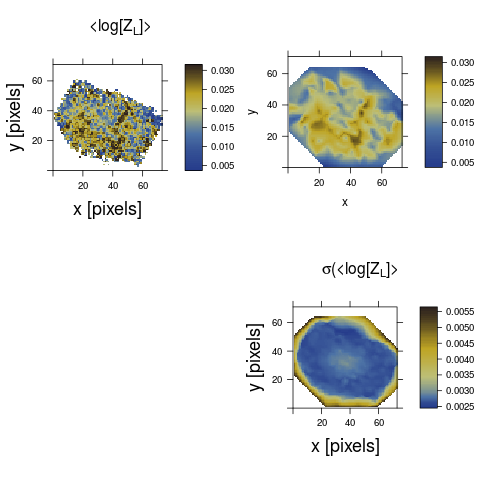 <log[Z_L]>
60
40
20
20 40 60
y [pixels]
x [pixels]
0.030
0.025
0.020
0.015
0.010
0.005
60
40
20
20 40 60
y
x
0.030
0.025
0.020
0.015
0.010
0.005
σ(<log[Z_L]>
60
40
20
20 40 60
y [pixels]
x [pixels]
0.0055
0.0050
0.0045
0.0040
0.0035
0.0030
0.0025